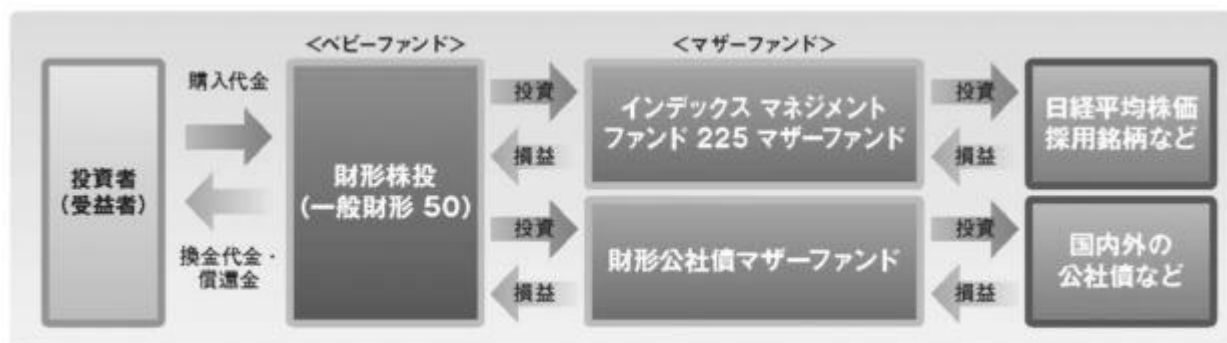 <ベビーファンド>
<マザーファンド>
購入代金
投資者
(受益者)
換金代金・
償還金
財形株投
(一般財形 50)
投資
損益
インデックス マネジメント
ファンド 225 マザーファンド
投資
損益
日経平均株価
採用銘柄など
投資
損益
財形公社債マザーファンド
投資
損益
国内外の
公社債など